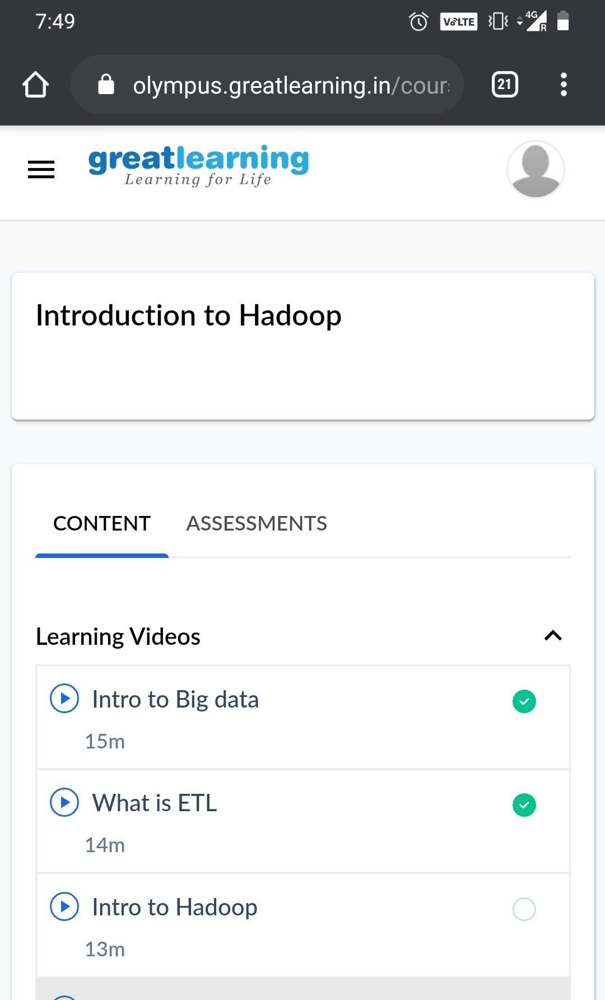 7:49
VoLTE
4G
R
olympus.greatlearning.in/cour
21
greatlearning
Learning for Life
Introduction to Hadoop
CONTENT ASSESSMENTS
Learning Videos
Intro to Big data
15m
What is ETL
14m
Intro to Hadoop
13m